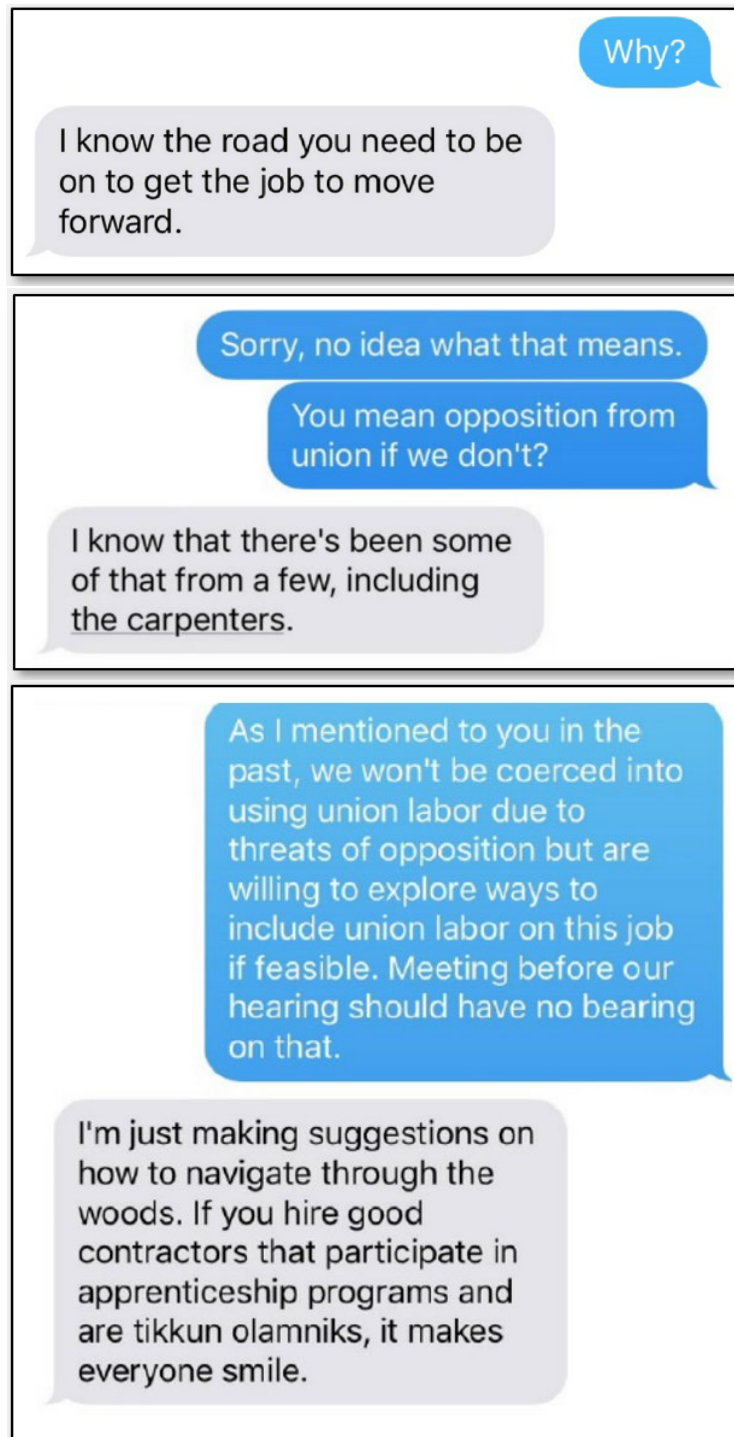 Why?
I know the road you need to be
on to get the job to move
forward.
Sorry, no idea what that means.
You mean opposition from
union if we don't?
I know that there's been some
of that from a few, including
the carpenters.
As I mentioned to you in the
past, we won't be coerced into
using union labor due to
threats of opposition but are
willing to explore ways to
include union labor on this job
if feasible. Meeting before our
hearing should have no bearing
on that.
I'm just making suggestions on
how to navigate through the
woods. If you hire good
contractors that participate in
apprenticeship programs and
are tikkun olamniks, it makes
everyone smile.